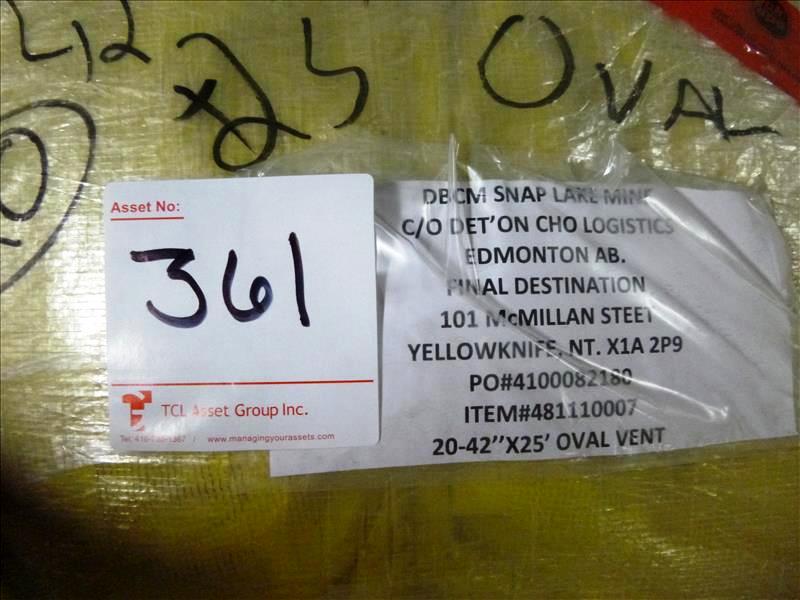 x25 OVAL
Asset No:
361
TCL Asset Group Inc.
www.managingyourassets.com
DBCM SNAP LAKE MINE
C/O DET'ON CHO LOGISTICS
EDMONTON AB.
FINAL DESTINATION
101 McMILLAN STEET
YELLOWKNIFE, NT. X1A 2P9
PO#4100082180
ITEM#481110007
20-42''X25' OVAL VENT